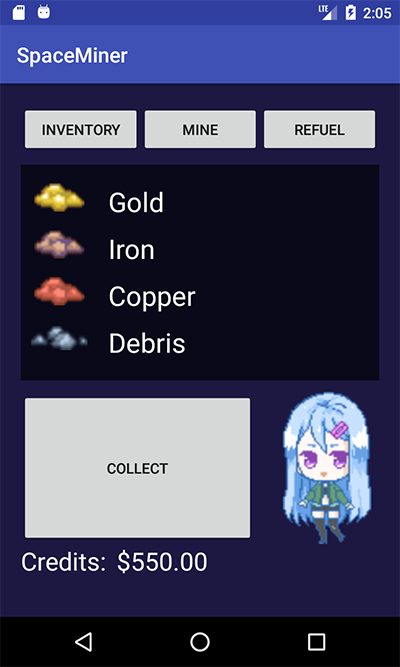 LTE 2:05
SpaceMiner
INVENTORY MINE REFUEL
Gold
Iron
Copper
Debris
COLLECT
Credits: $550.00